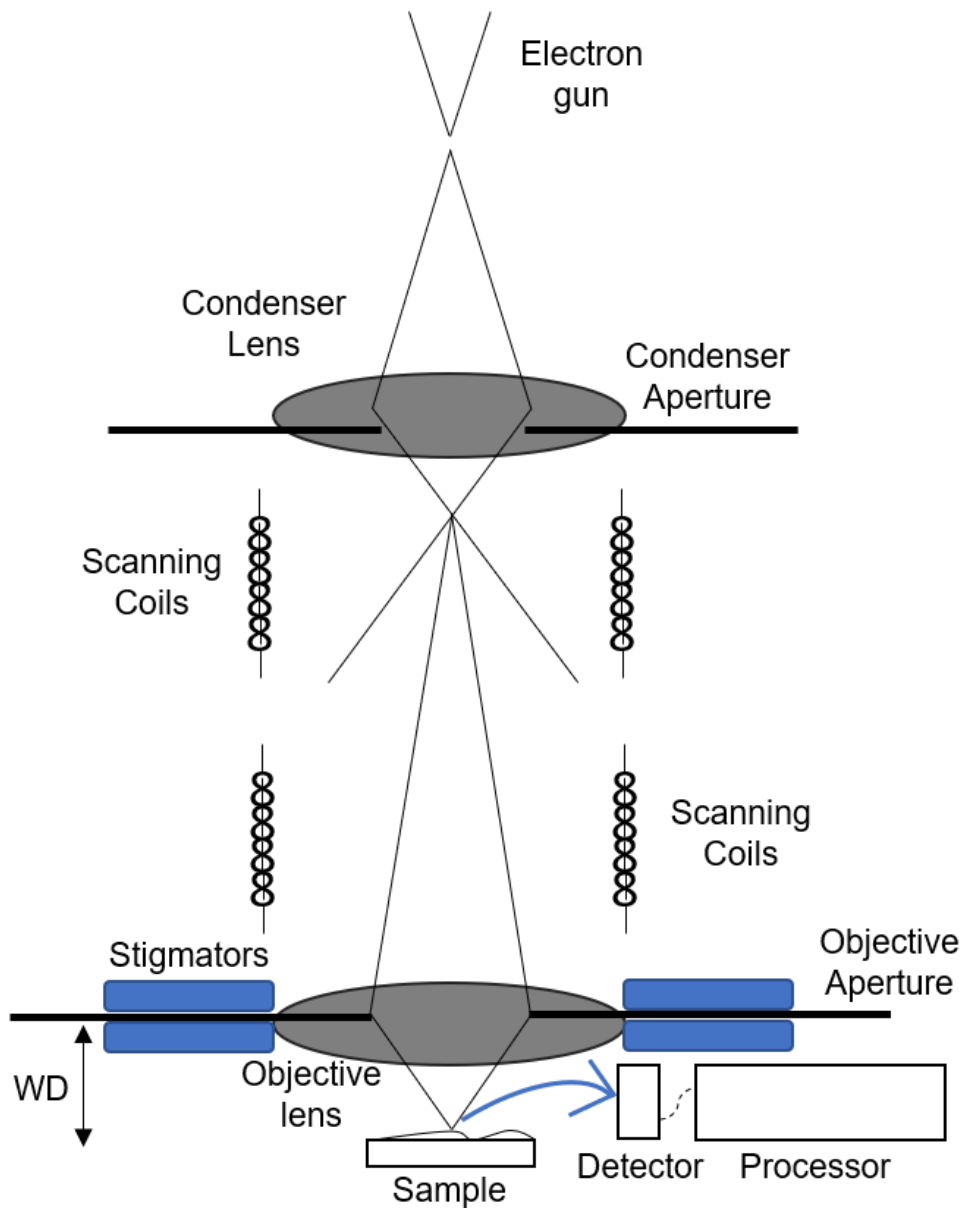 Electron
gun
Condenser
Lens
Condenser
Aperture
Scanning
Coils
Scanning
Coils
Stigmators
Objective
Aperture
WD
Objective
lens
Sample
Detector
Processor